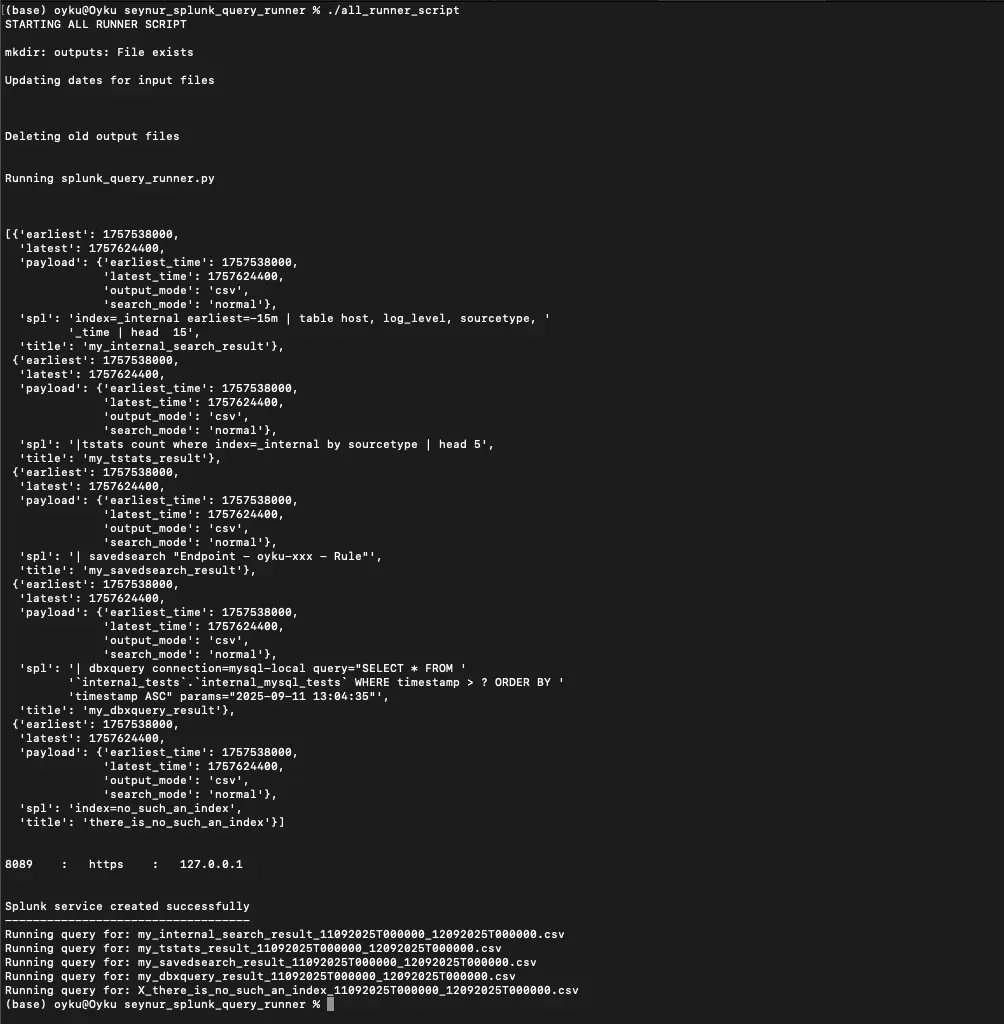 (base) oyku@Oyku seynur_splunk_query_runner % ./all_runner_script
STARTING ALL RUNNER SCRIPT
mkdir: outputs: File exists
Updating dates for input files
Deleting old output files
Running splunk_query_runner.py
[{'earliest': 1757538000,
  'latest': 1757624400,
  'payload': {'earliest_time': 1757538000,
              'latest_time': 1757624400,
              'output_mode': 'csv',
              'search_mode': 'normal'},
  'spl': 'index=_internal earliest=-15m | table host, log_level, sourcetype, '
         '_time | head  15',
  'title': 'my_internal_search_result'},
 {'earliest': 1757538000,
  'latest': 1757624400,
  'payload': {'earliest_time': 1757538000,
              'latest_time': 1757624400,
              'output_mode': 'csv',
              'search_mode': 'normal'},
  'spl': '|tstats count where index=_internal by sourcetype | head 5',
  'title': 'my_tstats_result'},
 {'earliest': 1757538000,
  'latest': 1757624400,
  'payload': {'earliest_time': 1757538000,
              'latest_time': 1757624400,
              'output_mode': 'csv',
              'search_mode': 'normal'},
  'spl': '| savedsearch "Endpoint - oyku-xxx - Rule"',
  'title': 'my_savedsearch_result'},
 {'earliest': 1757538000,
  'latest': 1757624400,
  'payload': {'earliest_time': 1757538000,
              'latest_time': 1757624400,
              'output_mode': 'csv',
              'search_mode': 'normal'},
  'spl': '| dbxquery connection=mysql-local query="SELECT * FROM '
         '`internal_tests`.`internal_mysql_tests` WHERE timestamp > ? ORDER BY '
         'timestamp ASC" params="2025-09-11 13:04:35"',
  'title': 'my_dbxquery_result'},
 {'earliest': 1757538000,
  'latest': 1757624400,
  'payload': {'earliest_time': 1757538000,
              'latest_time': 1757624400,
              'output_mode': 'csv',
              'search_mode': 'normal'},
  'spl': 'index=no_such_an_index',
  'title': 'there_is_no_such_an_index'}]
8089    :   https    :   127.0.0.1
Splunk service created successfully
-----------------------------------
Running query for: my_internal_search_result_11092025T000000_12092025T000000.csv
Running query for: my_tstats_result_11092025T000000_12092025T000000.csv
Running query for: my_savedsearch_result_11092025T000000_12092025T000000.csv
Running query for: my_dbxquery_result_11092025T000000_12092025T000000.csv
Running query for: X_there_is_no_such_an_index_11092025T000000_12092025T000000.csv
(base) oyku@Oyku seynur_splunk_query_runner %